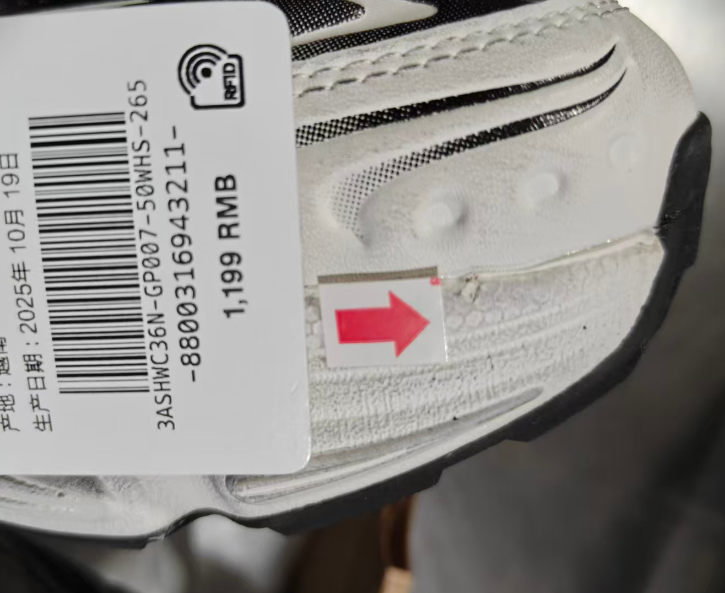 RFID
1,199 RMB
-8800316943211-
3ASHWC36N-GP007-50WHS-265
生产日期：2025年 10月 19日
产地：越南